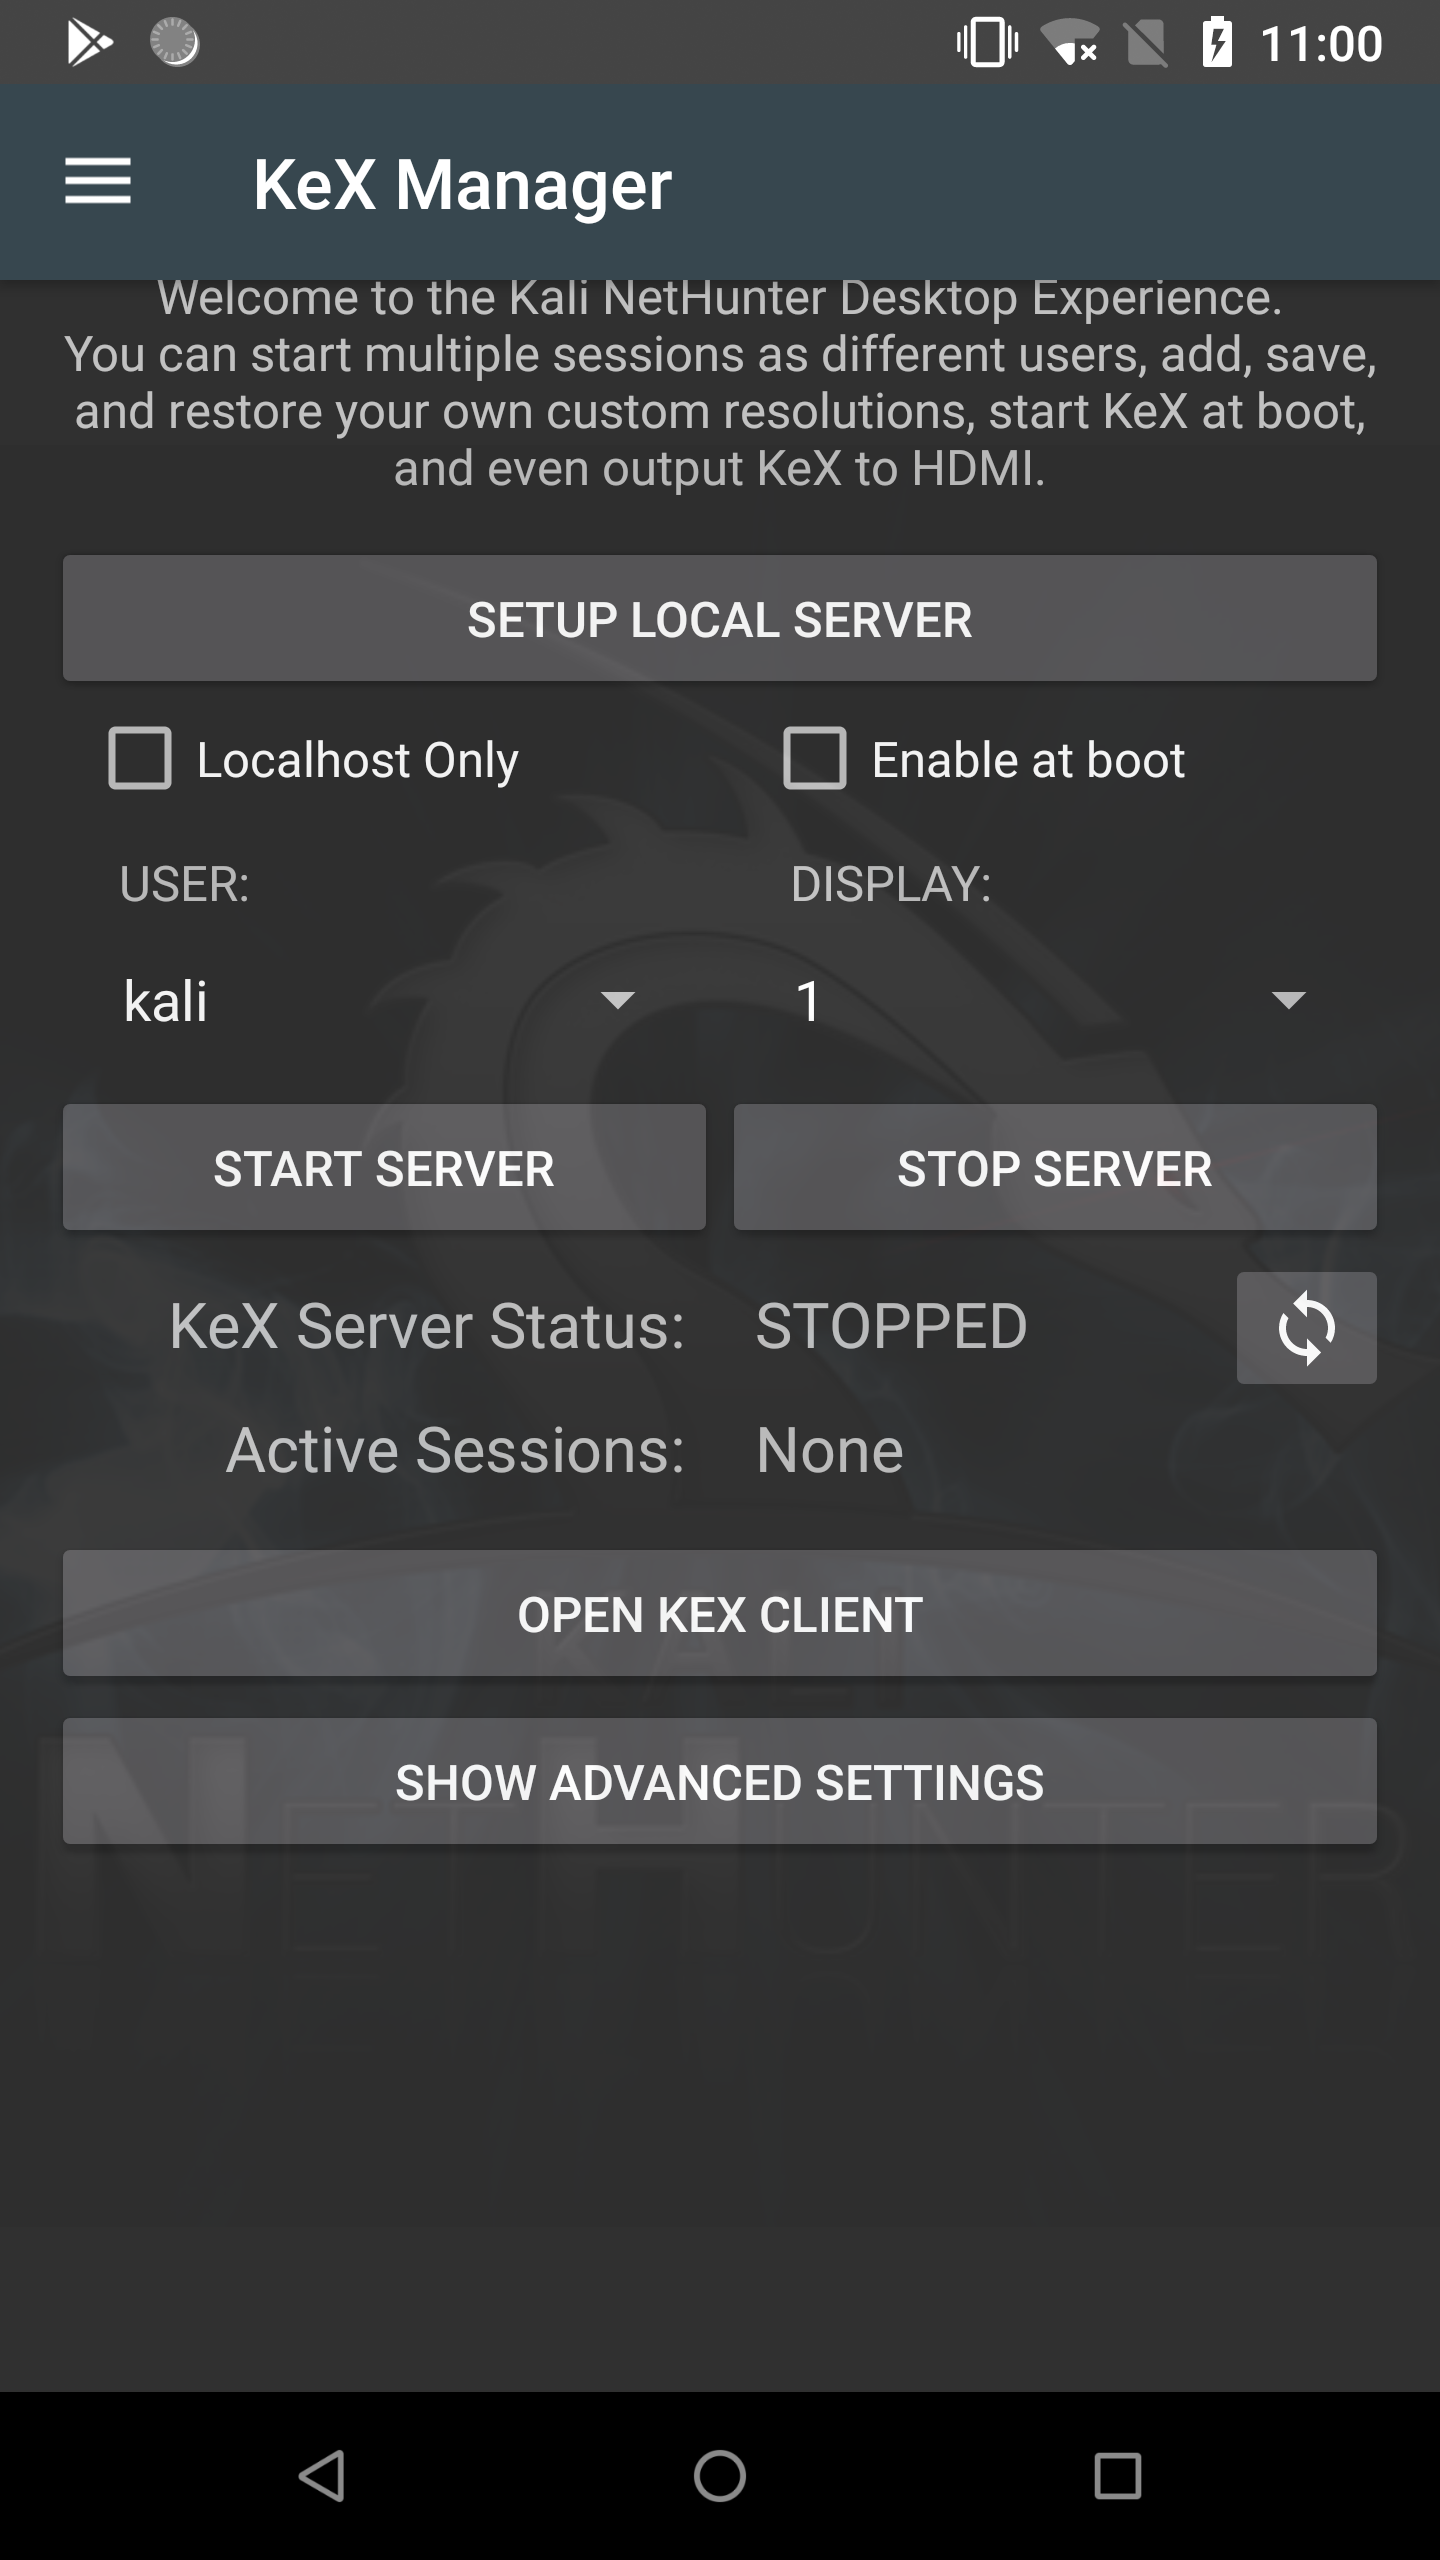 11:00
KeX Manager
Welcome to the Kali NetHunter Desktop Experience.
You can start multiple sessions as different users, add, save,
and restore your own custom resolutions, start KeX at boot,
and even output KeX to HDMI.
SETUP LOCAL SERVER
Localhost Only
Enable at boot
USER:
DISPLAY:
kali
1
START SERVER
STOP SERVER
KeX Server Status: STOPPED
Active Sessions: None
OPEN KEX CLIENT
KALI
SHOW ADVANCED SETTINGS
NETHUNTER